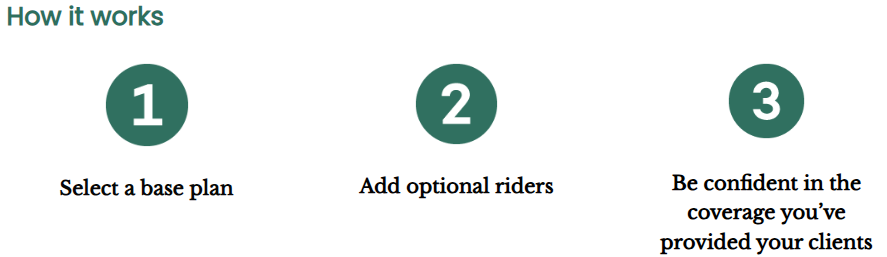 How it works
1
2
3
Select a base plan
Add optional riders
Be confident in the
coverage you’ve
provided your clients